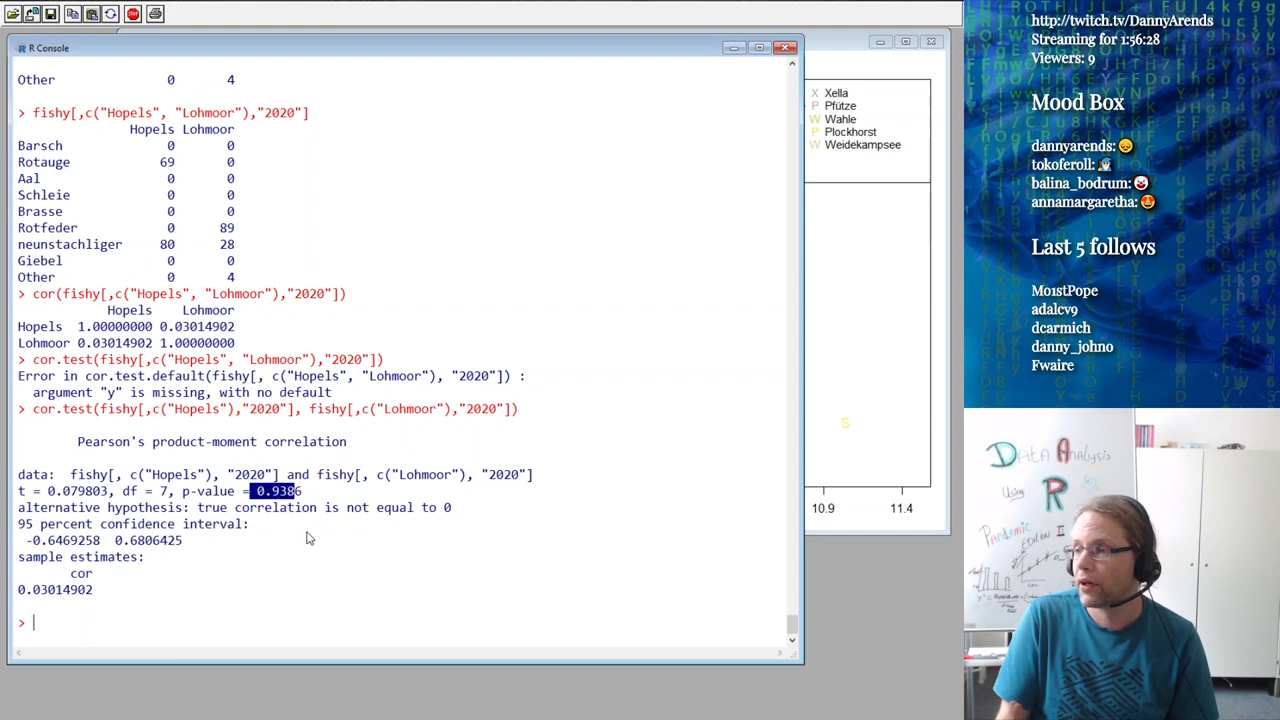 R Console
Other 0 4
> fishy[,c("Hopels", "Lohmoor"),"2020"]
Hopels Lohmoor
Barsch 0 0
Rotauge 69 0
Aal 0 0
Schleie 0 0
Brasse 0 0
Rotfeder 0 89
neunstachliger 80 28
Giebel 0 0
Other 0 4
> cor(fishy[,c("Hopels", "Lohmoor"),"2020"])
Hopels Lohmoor
Hopels 1.00000000 0.03014902
Lohmoor 0.03014902 1.00000000
> cor.test(fishy[,c("Hopels", "Lohmoor"),"2020"])
Error in cor.test.default(fishy[, c("Hopels", "Lohmoor"), "2020"]) :
argument "y" is missing, with no default
> cor.test(fishy[,c("Hopels"),"2020"], fishy[,c("Lohmoor"),"2020"])
Pearson's product-moment correlation
data: fishy[, c("Hopels"), "2020"] and fishy[, c("Lohmoor"), "2020"]
t = 0.079803, df = 7, p-value = 0.9386
alternative hypothesis: true correlation is not equal to 0
95 percent confidence interval:
-0.6469258 0.6806425
sample estimates:
cor
0.03014902
>
X Xella
P Pfütze
W Wahle
P Plockhorst
W Weidekampsee
S
10.9 11.4
http://twitch.tv/DannyArends
Streaming for 1:56:28
Viewers: 9
Mood Box
dannyarends:
tokoferoll:
balina_bodrum:
annamargaretha:
Last 5 follows
Mo1stPope
adalcv9
dcarmich
danny_johno
Fwaire
DATA ANALYSIS
R
PANDEMIC
EDITION II